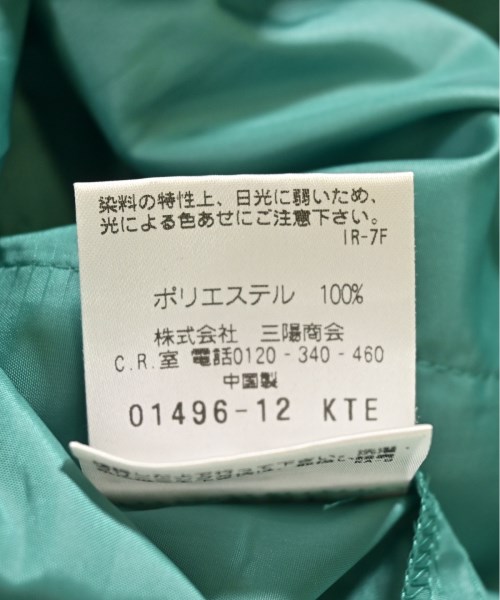 染料の特性上、日光に弱いため、
光による色あせにご注意下さい。
IR-7F
ポリエステル 100%
株式会社 三陽商会
C.R.室 電話0120-340-460
中国製
01496-12 KTE